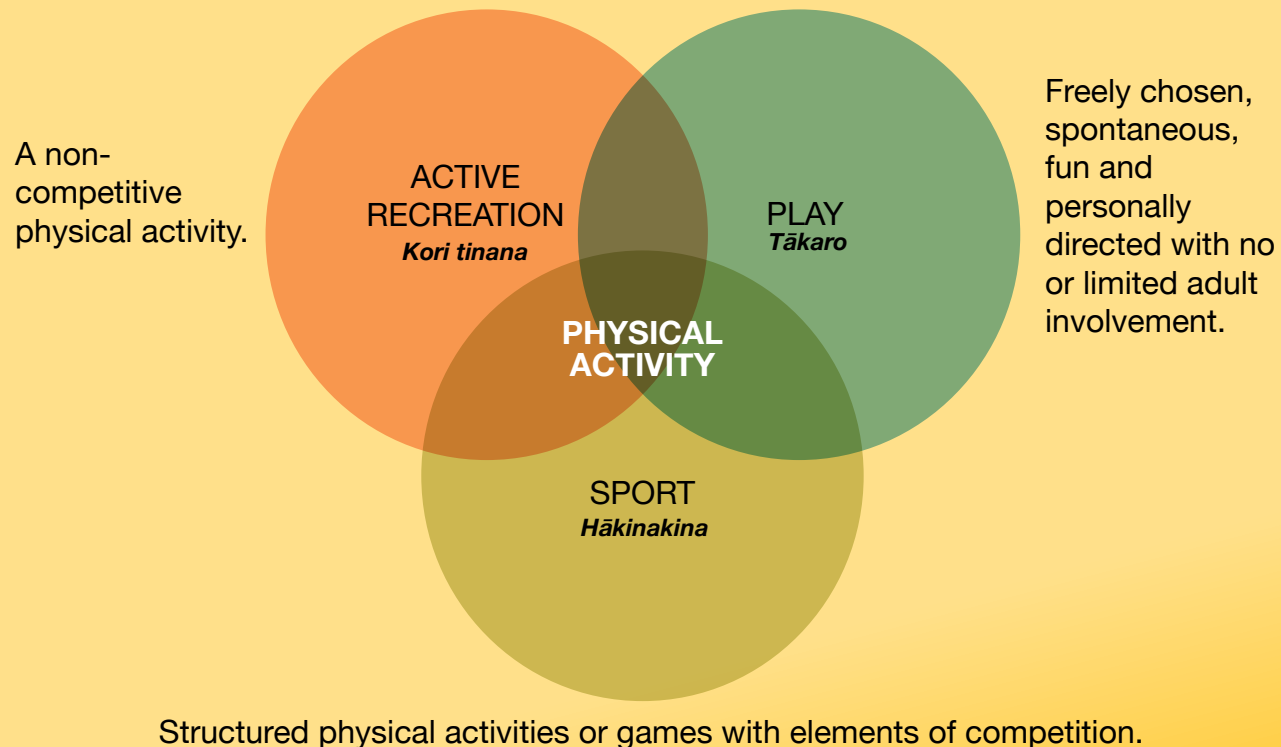 A non-
competitive
physical activity.
ACTIVE
RECREATION
Kori tinana
PLAY
Tākaro
Freely chosen,
spontaneous,
fun and
personally
directed with no
or limited adult
involvement.
PHYSICAL
ACTIVITY
SPORT
Hākinakina
Structured physical activities or games with elements of competition.